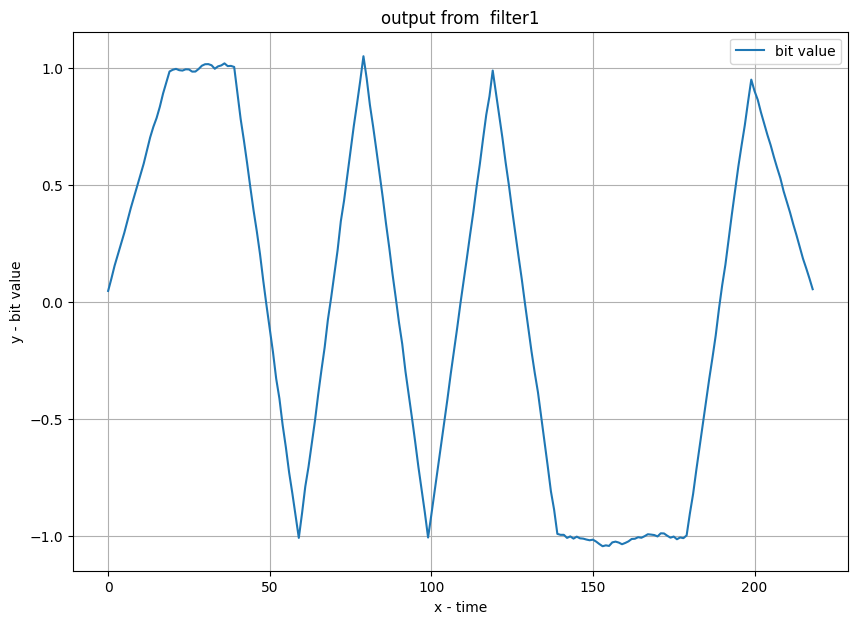 output from  filter1
bit value
1.0
0.5
0.0
−0.5
−1.0
y - bit value
0
50
100
150
200
x - time